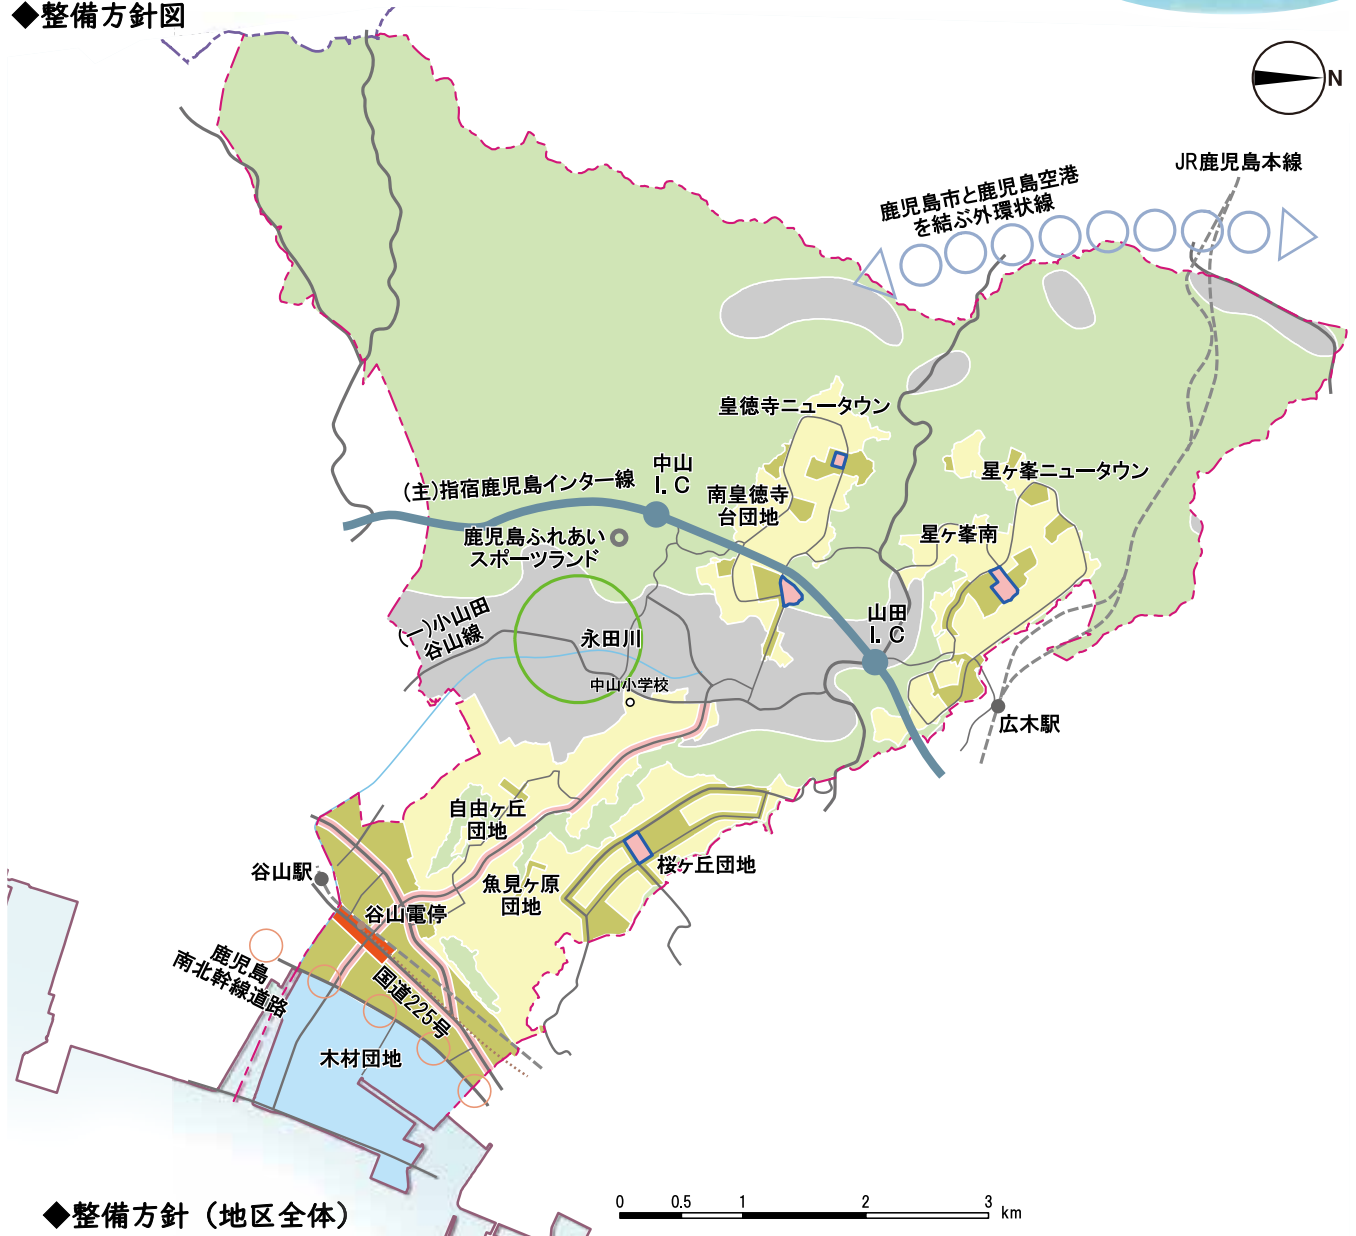 ◆整備方針図
N
JR鹿児島本線
鹿児島市と鹿児島空港
を結ぶ外環状線
皇徳寺ニュータウン
中山
I.C
星ヶ峯ニュータウン
(主)指宿鹿児島インター線
南皇徳寺
台団地
鹿児島ふれあい
スポーツランド
星ヶ峯南
(一)小山田
谷山線
永田川
山田
I.C
中山小学校
広木駅
自由ヶ丘
団地
谷山駅
魚見ヶ原
団地
桜ヶ丘団地
谷山電停
鹿児島
南北幹線道路
国道225号
木材団地
◆整備方針（地区全体）
0 0.5 1 2 3
km